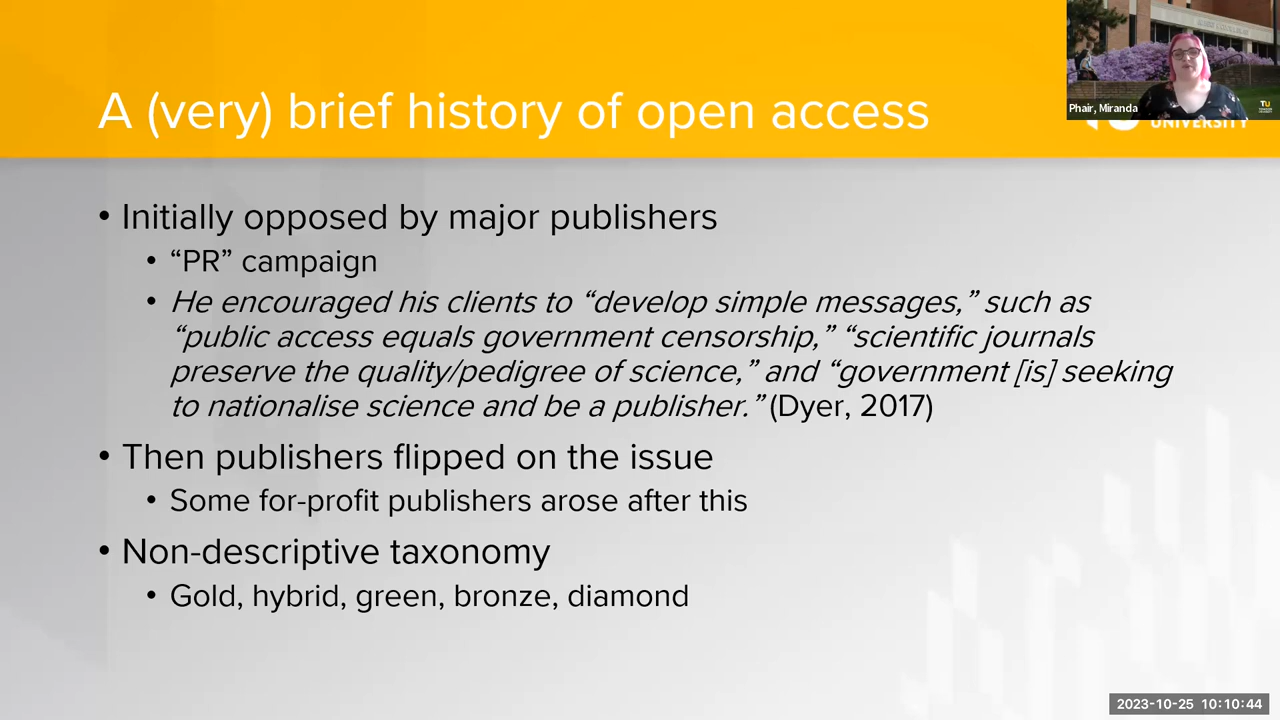 A (very) brief history of open access
Phair, Miranda
TU
UNIVERSITY
• Initially opposed by major publishers
• “PR” campaign
• He encouraged his clients to “develop simple messages,” such as
“public access equals government censorship,” “scientific journals
preserve the quality/pedigree of science,” and “government [is] seeking
to nationalise science and be a publisher.” (Dyer, 2017)
• Then publishers flipped on the issue
• Some for-profit publishers arose after this
• Non-descriptive taxonomy
• Gold, hybrid, green, bronze, diamond
2023-10-25 10:10:44